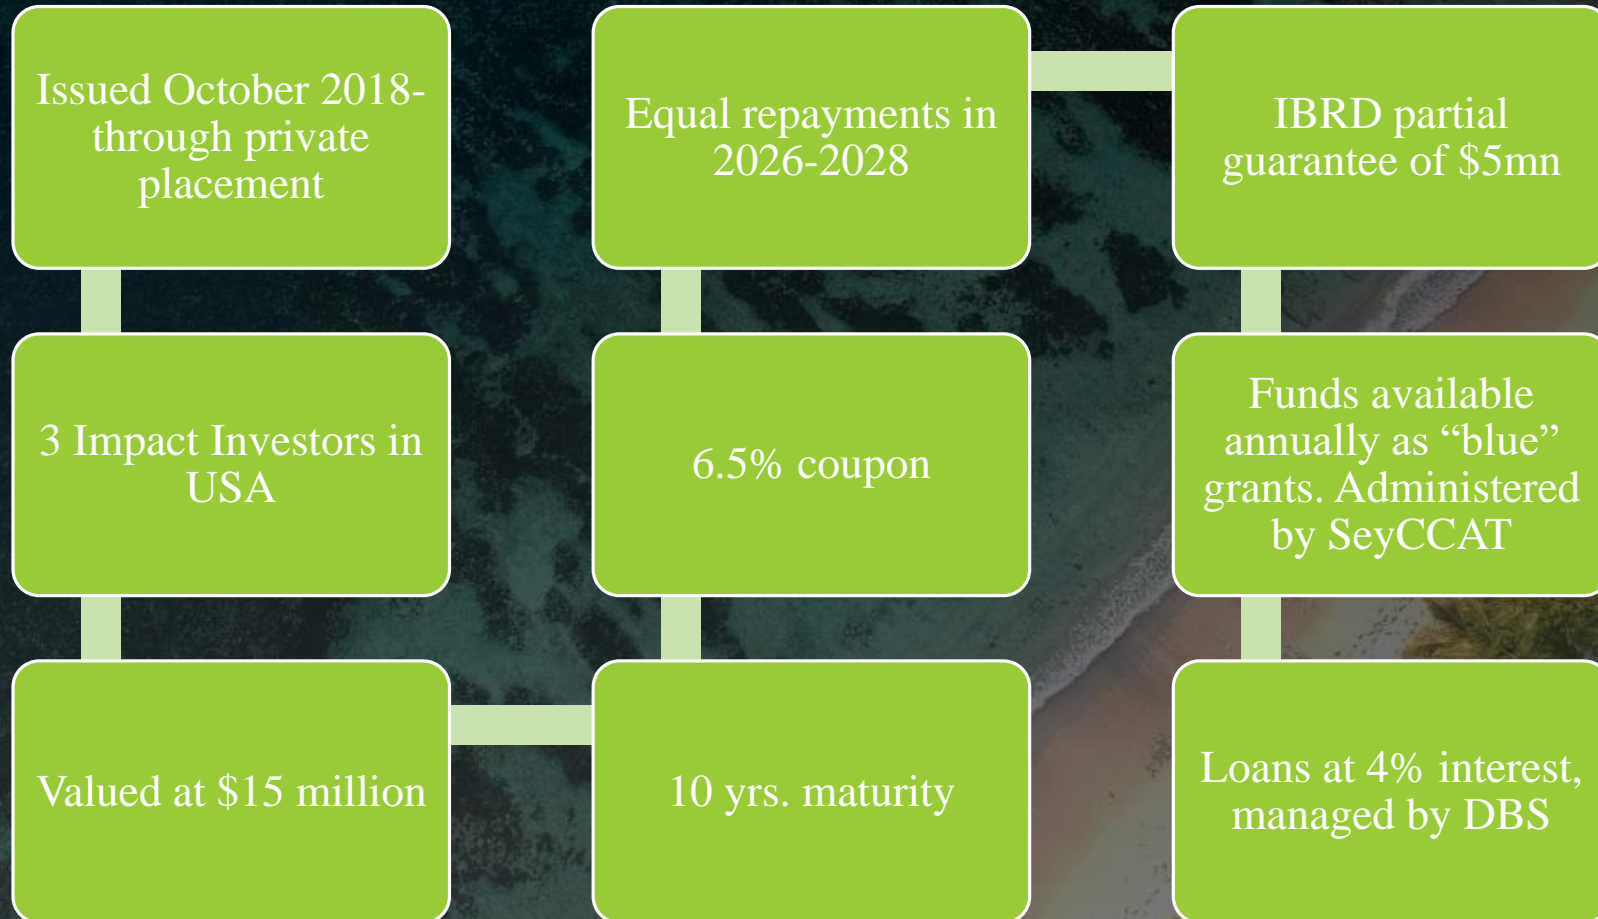 Issued October 2018-
through private
placement
3 Impact Investors in
USA
Valued at $15 million
10 yrs. maturity
6.5% coupon
Equal repayments in
2026-2028
IBRD partial
guarantee of $5mn
Funds available
annually as “blue”
grants. Administered
by SeyCCAT
Loans at 4% interest,
managed by DBS